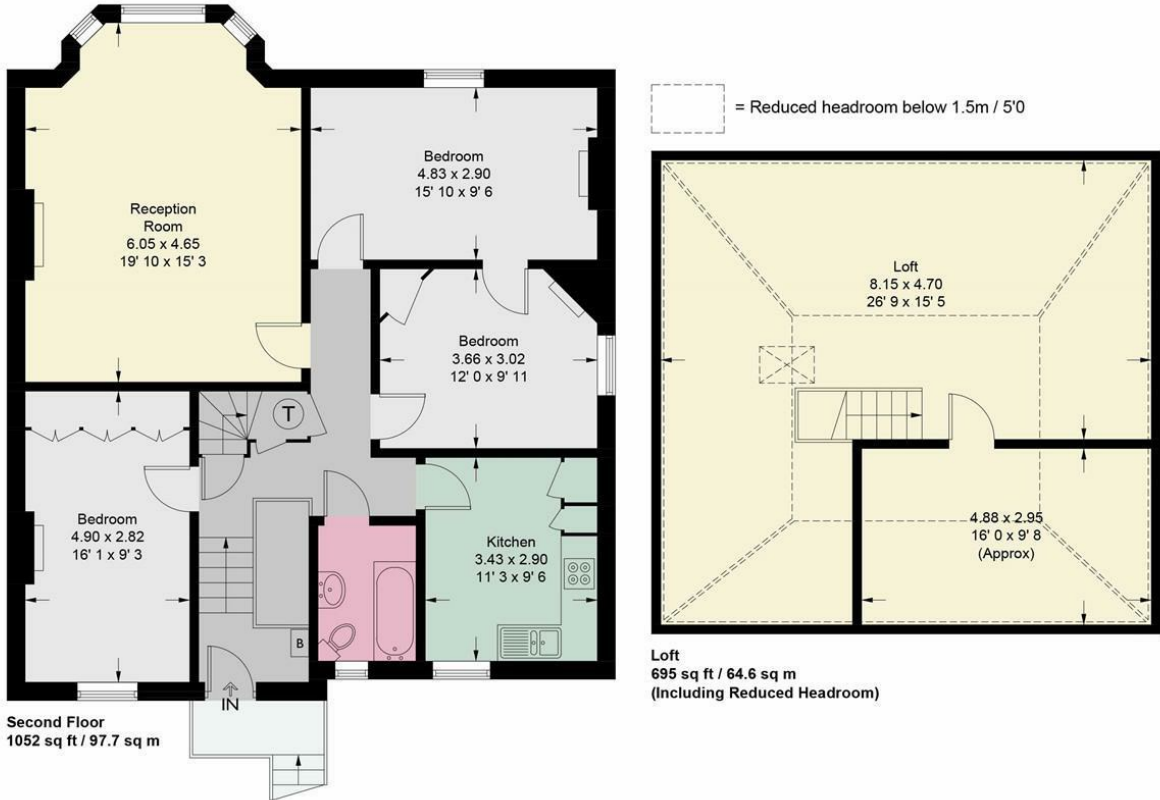 Reception
Room
6.05 x 4.65
19' 10 x 15' 3
Bedroom
4.83 x 2.90
15' 10 x 9' 6
Bedroom
3.66 x 3.02
12' 0 x 9' 11
T
Bedroom
4.90 x 2.82
16' 1 x 9' 3
Kitchen
3.43 x 2.90
11' 3 x 9' 6
B
IN
Second Floor
1052 sq ft / 97.7 sq m
= Reduced headroom below 1.5m / 5'0
Loft
8.15 x 4.70
26' 9 x 15' 5
4.88 x 2.95
16' 0 x 9' 8
(Approx)
Loft
695 sq ft / 64.6 sq m
(Including Reduced Headroom)